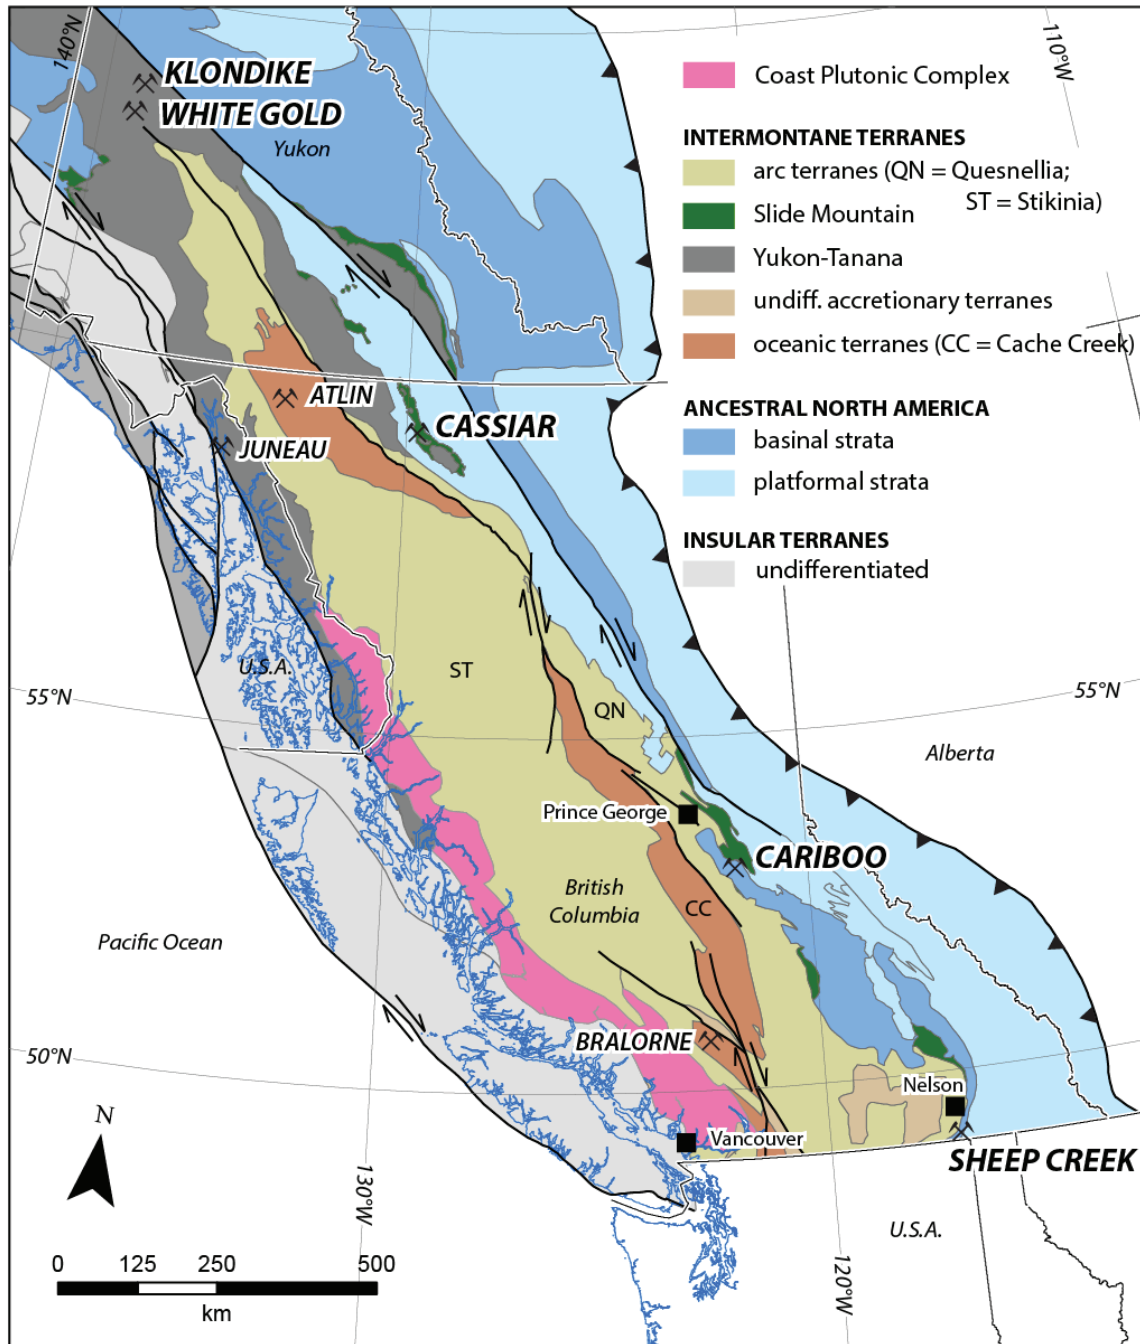 140°N
110°W
KLONDIKE
WHITE GOLD
Yukon
Coast Plutonic Complex
INTERMONTANE TERRANES
arc terranes (QN = Quesnellia;
ST = Stikinia)
Slide Mountain
Yukon-Tanana
undiff. accretionary terranes
oceanic terranes (CC = Cache Creek)
ANCESTRAL NORTH AMERICA
basinal strata
platformal strata
INSULAR TERRANES
undifferentiated
ATLIN
CASSIAR
JUNEAU
U.S.A.
ST
55°N
55°N
QN
Alberta
Prince George
CARIBOO
British
Columbia
CC
Pacific Ocean
BRALORNE
50°N
Nelson
N
Vancouver
SHEEP CREEK
130°W
U.S.A.
120°W
0 125 250 500
km